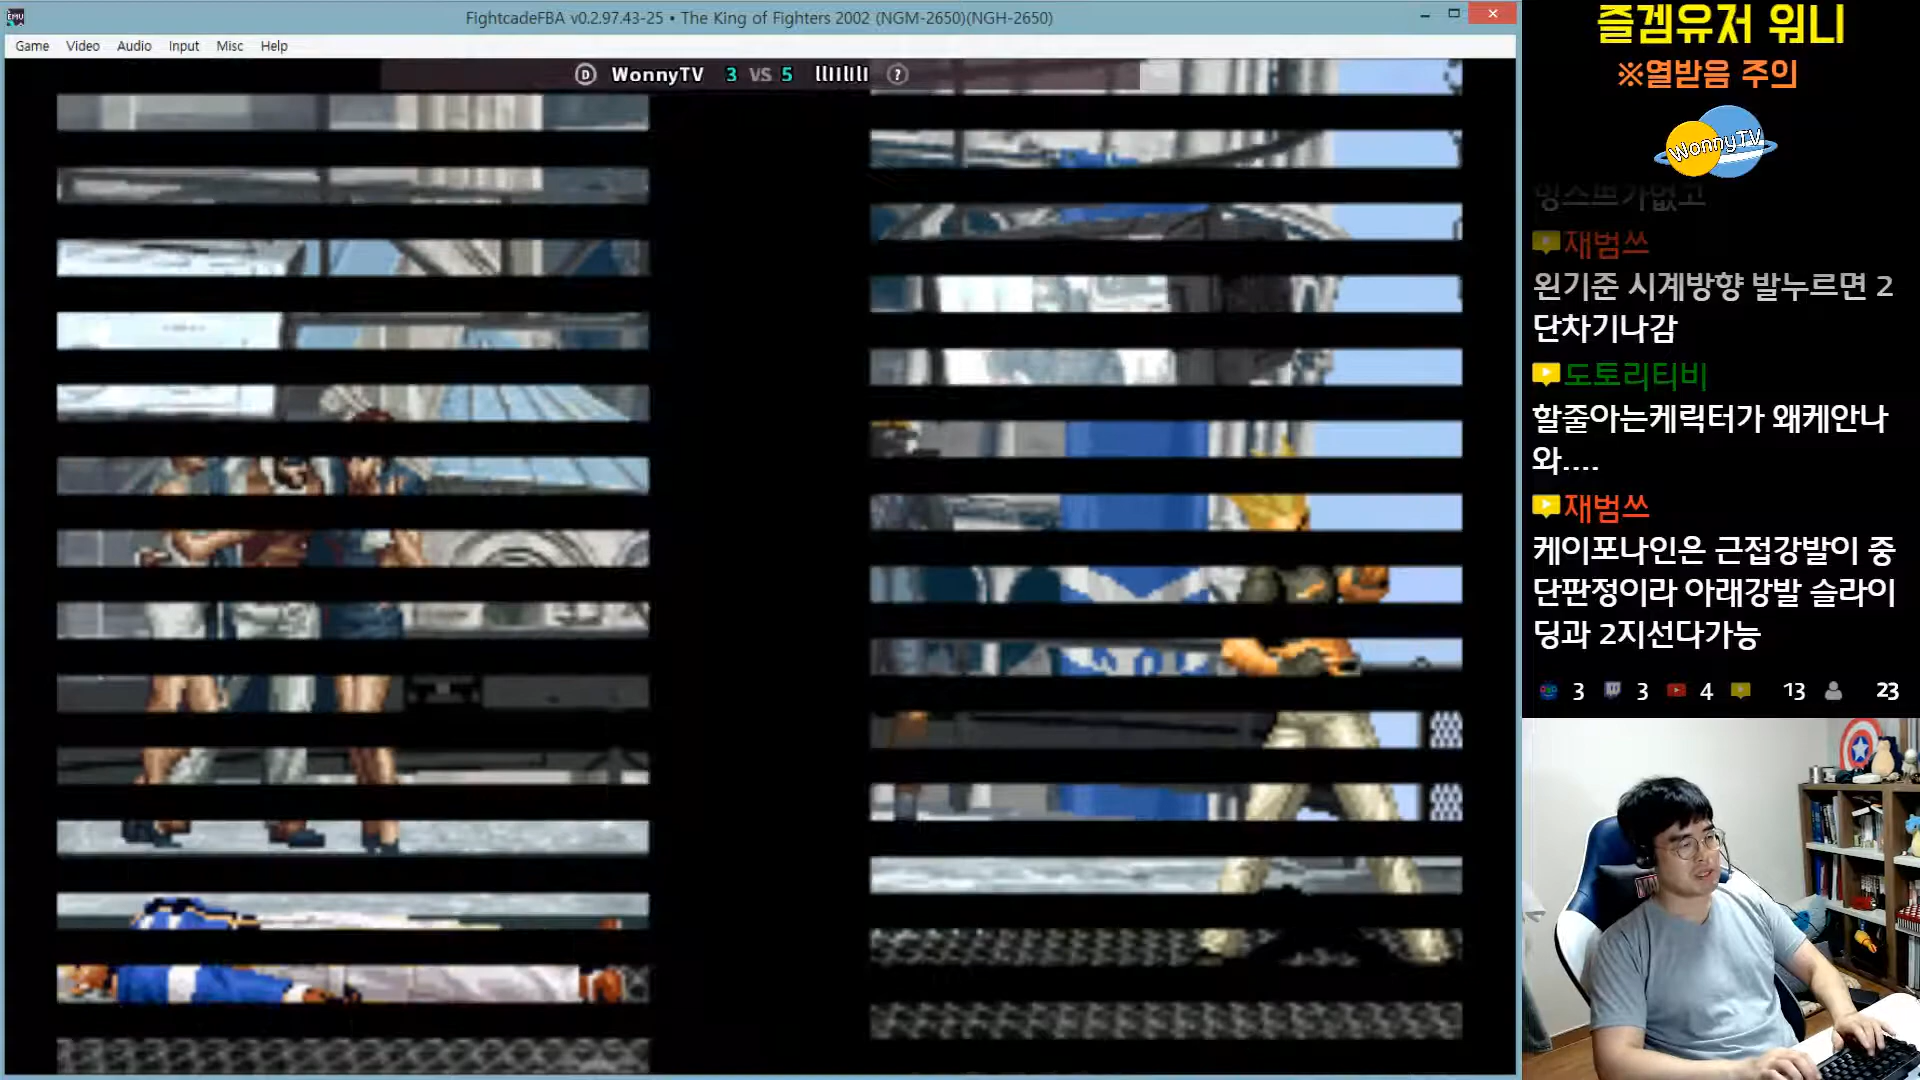 FightcadeFBA v0.2.97.43-25 • The King of Fighters 2002 (NGM-2650)(NGH-2650)
Game Video Audio Input Misc Help
D WonnyTV 3 VS 5 ?
즐겜유저 워니
※열받음 주의
WonnyTV
재범쓰
왼기준 시계방향 발누르면 2
단차기나감
도토리티비
할줄아는케릭터가 왜케안나
와....
재범쓰
케이포나인은 근접강발이 중
단판정이라 아래강발 슬라이
딩과 2지선다가능
3 3 4 13 23